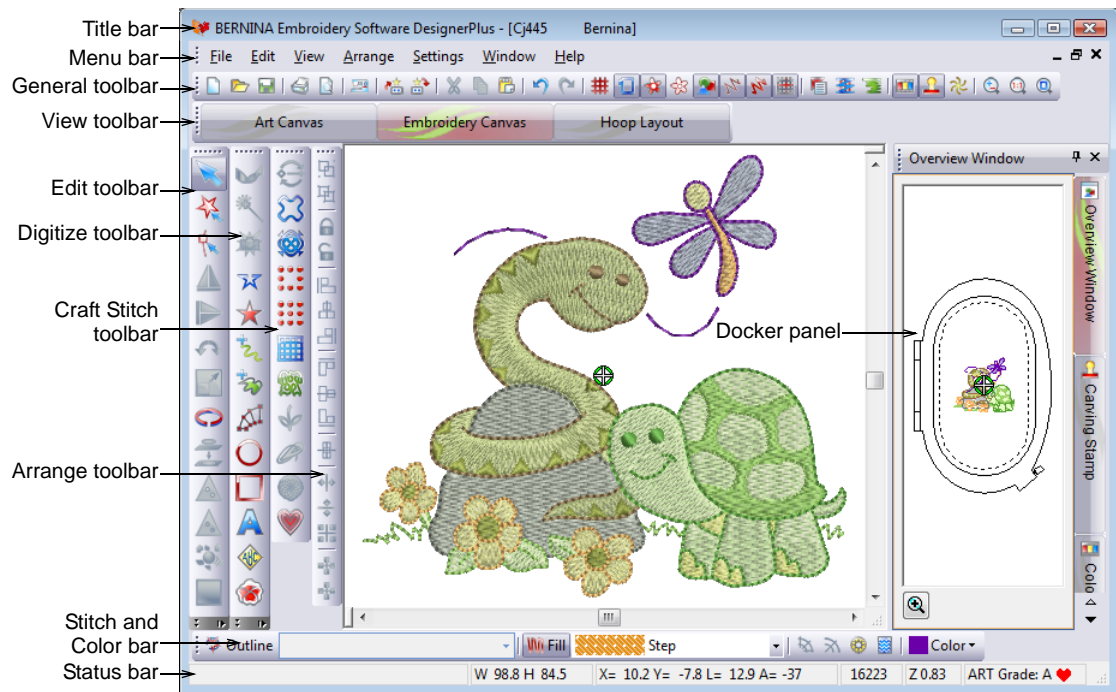 Title bar
BERNINA Embroidery Software DesignerPlus - [Cj445 Bernina]
Menu bar
File Edit View Arrange Settings Window Help
General toolbar
1:1
View toolbar
Art Canvas Embroidery Canvas Hoop Layout
Overview Window
Edit toolbar
Digitize toolbar
Craft Stitch
toolbar
Docker panel
Overview Window
Carving Stamp
Colo
Arrange toolbar
A
ABC
Stitch and
Color bar
Outline Fill Step Color
Status bar
W 98.8 H 84.5 X= 10.2 Y= -7.8 L= 12.9 A= -37 16223 Z 0.83 ART Grade: A